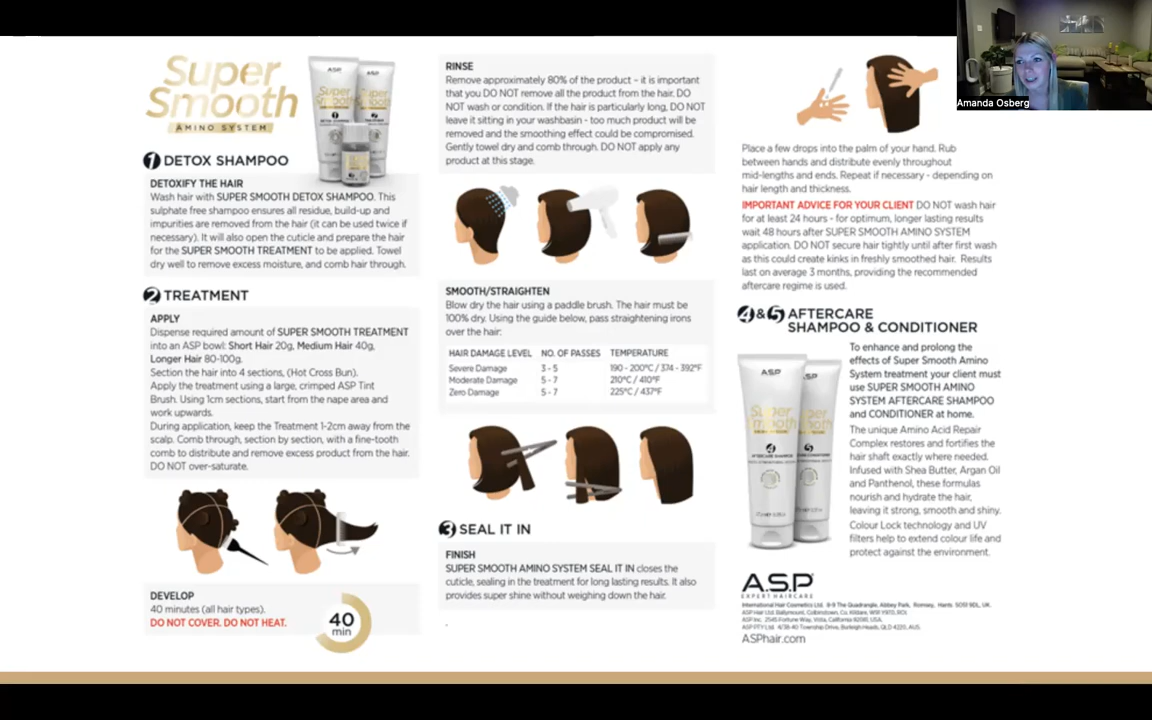 Super
Smooth
AMINO SYSTEM
1 DETOX SHAMPOO
DETOXIFY THE HAIR
Wash hair with SUPER SMOOTH DETOX SHAMPOO. This
sulphate free shampoo ensures all residue, build-up and
impurities are removed from the hair (it can be used twice if
necessary). It will also open the cuticle and prepare the hair
for the SUPER SMOOTH TREATMENT to be applied. Towel
dry well to remove excess moisture, and comb hair through.
2 TREATMENT
APPLY
Dispense required amount of SUPER SMOOTH TREATMENT
into an ASP bowl: Short Hair 20g, Medium Hair 40g,
Longer Hair 80-100g.
Section the hair into 4 sections, (Hot Cross Bun).
Apply the treatment using a large, crimped ASP Tint
Brush. Using 1cm sections, start from the nape area and
work upwards.
During application, keep the Treatment 1-2cm away from the
scalp. Comb through, section by section, with a fine-tooth
comb to distribute and remove excess product from the hair.
DO NOT over-saturate.
DEVELOP
40 minutes (all hair types).
DO NOT COVER. DO NOT HEAT.
40
min
RINSE
Remove approximately 80% of the product - it is important
that you DO NOT remove all the product from the hair. DO
NOT wash or condition. If the hair is particularly long, DO NOT
leave it sitting in your washbasin - too much product will be
removed and the smoothing effect could be compromised.
Gently towel dry and comb through. DO NOT apply any
product at this stage.
SMOOTH/STRAIGHTEN
Blow dry the hair using a paddle brush. The hair must be
100% dry. Using the guide below, pass straightening irons
over the hair:
HAIR DAMAGE LEVEL NO. OF PASSES TEMPERATURE
Severe Damage 3 - 5 190 - 200°C / 374 - 392°F
Moderate Damage 5 - 7 210°C / 410°F
Zero Damage 5 - 7 225°C / 437°F
3 SEAL IT IN
FINISH
SUPER SMOOTH AMINO SYSTEM SEAL IT IN closes the
cuticle, sealing in the treatment for long lasting results. It also
provides super shine without weighing down the hair.
Place a few drops into the palm of your hand. Rub
between hands and distribute evenly throughout
mid-lengths and ends. Repeat if necessary - depending on
hair length and thickness.
IMPORTANT ADVICE FOR YOUR CLIENT DO NOT wash hair
for at least 24 hours - for optimum, longer lasting results
wait 48 hours after SUPER SMOOTH AMINO SYSTEM
application. DO NOT secure hair tightly until after first wash
as this could create kinks in freshly smoothed hair. Results
last on average 3 months, providing the recommended
aftercare regime is used.
4&5 AFTERCARE
SHAMPOO & CONDITIONER
To enhance and prolong the
effects of Super Smooth Amino
System treatment your client must
use SUPER SMOOTH AMINO
SYSTEM AFTERCARE SHAMPOO
and CONDITIONER at home.
The unique Amino Acid Repair
Complex restores and fortifies the
hair shaft exactly where needed.
Infused with Shea Butter, Argan Oil
and Panthenol, these formulas
nourish and hydrate the hair,
leaving it strong, smooth and shiny.
Colour Lock technology and UV
filters help to extend colour life and
protect against the environment.
A.S.P
EXPERT HAIRCARE
International Hair Cosmetics Ltd. 8-9 The Quadrangle, Abbey Park, Romsey, Hants SO51 9DL, UK.
ASPhair.com
Amanda Osberg